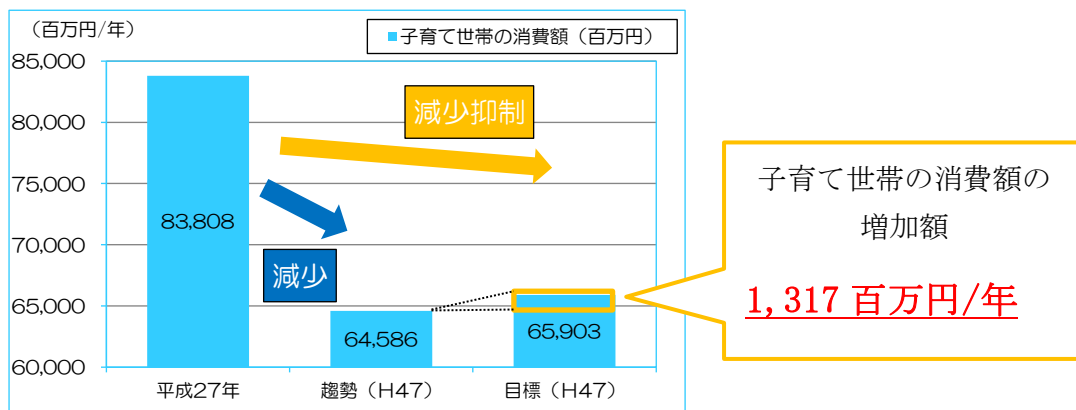 （百万円/年）
子育て世帯の消費額（百万円）
85,000
80,000
75,000
70,000
65,000
60,000
減少抑制
83,808
減少
64,586
65,903
平成27年
趨勢（H47）
目標（H47）
子育て世帯の消費額の
増加額
1,317 百万円/年